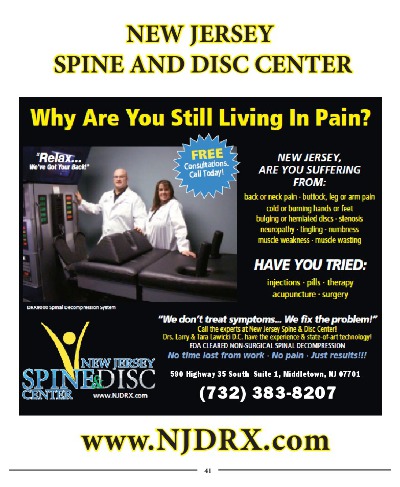 NEW JERSEY
SPINE AND DISC CENTER
Why Are You Still Living In Pain?
"Relax...
We've Got Your Back!"
FREE
Consultations.
Call Today!
NEW JERSEY,
ARE YOU SUFFERING
FROM:
back or neck pain · buttock, leg or arm pain
cold or burning hands or feet
bulging or herniated discs · stenosis
neuropathy · tingling · numbness
muscle weakness · muscle wasting
HAVE YOU TRIED:
injections · pills · therapy
acupuncture · surgery
DRX9000 Spinal Decompression System
"We don't treat symptoms... We fix the problem!"
Call the experts at New Jersey Spine & Disc Center!
Drs. Larry & Tara Lawicki D.C. have the experience & state-of-art technology!
FDA CLEARED NON-SURGICAL SPINAL DECOMPRESSION
No time lost from work · No pain · Just results!!!
NEW JERSEY
SPINE & DISC
CENTER
www.NJDRX.com
590 Highway 35 South Suite 1, Middletown, NJ 07701
(732) 383-8207
www.NJDRX.com
41